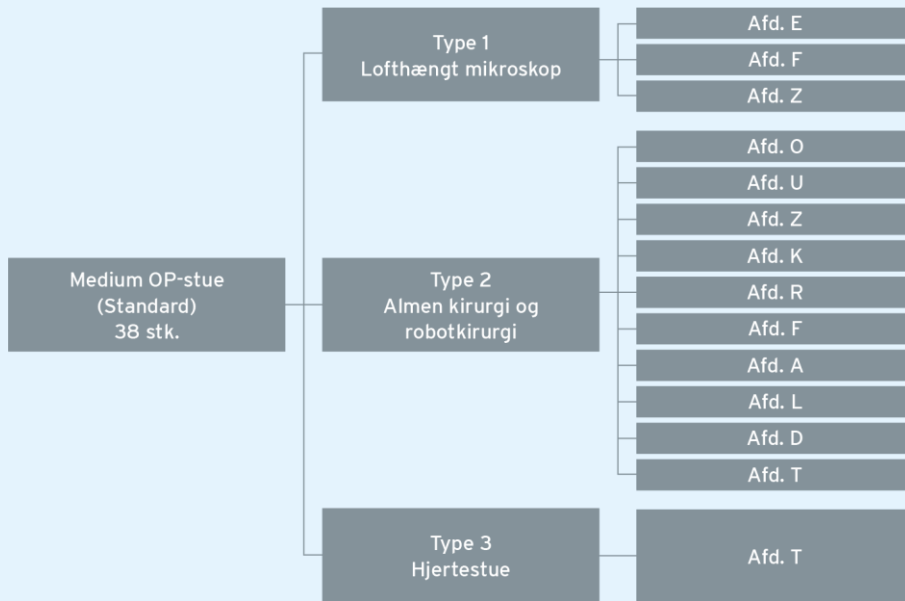 Medium OP-stue
(Standard)
38 stk.
Type 1
Lofthængt mikroskop
Afd. E
Afd. F
Afd. Z
Type 2
Almen kirurgi og
robotkirurgi
Afd. O
Afd. U
Afd. Z
Afd. K
Afd. R
Afd. F
Afd. A
Afd. L
Afd. D
Afd. T
Type 3
Hjertestue
Afd. T